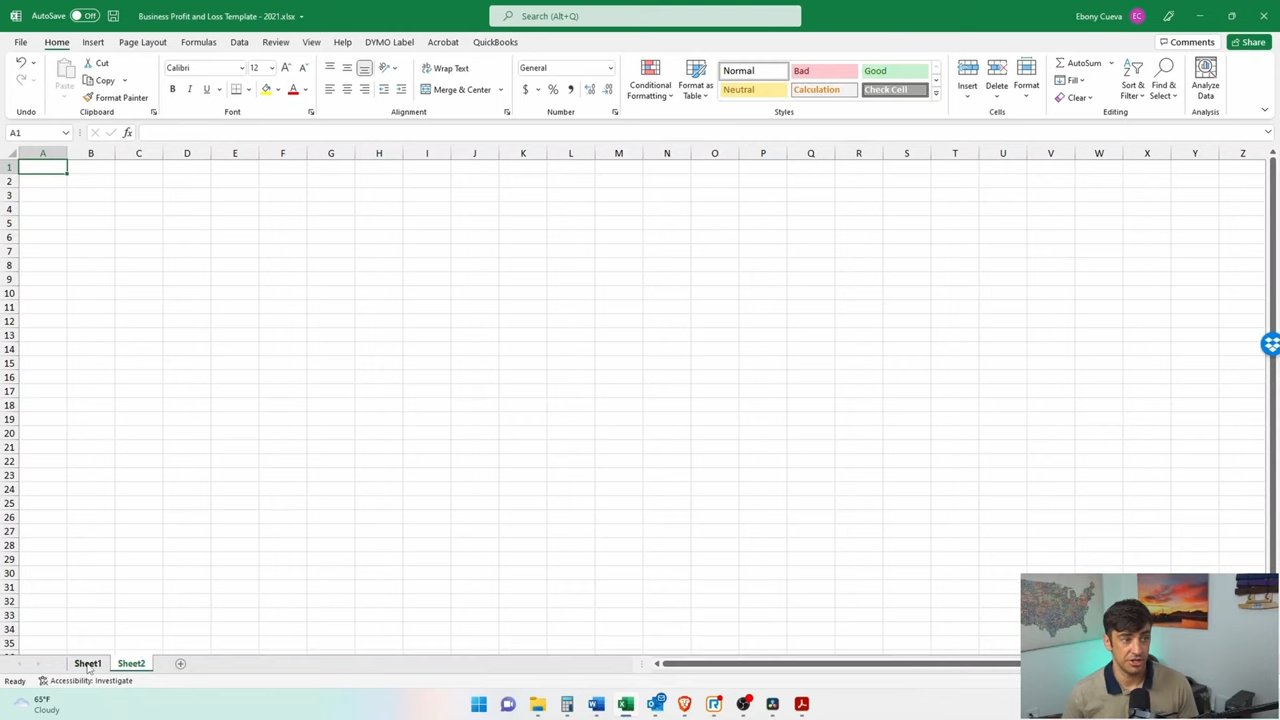 AutoSave Off Business Profit and Loss Template - 2021.xlsx Search (Alt+Q) Ebony Cueva EC
File Home Insert Page Layout Formulas Data Review View Help DYMO Label Acrobat QuickBooks Comments Share
Cut Calibri 12 Wrap Text General Normal Bad Good AutoSum
Copy Fill
Paste Format Painter B I U A Merge & Center $ % Conditional Formatting Format as Table Neutral Calculation Check Cell Insert Delete Format Clear Sort & Filter Find & Select Analyze Data
Undo Clipboard Font Alignment Number Styles Cells Editing Analysis
A1 fx
A B C D E F G H I J K L M N O P Q R S T U V W X Y Z
1
2
3
4
5
6
7
8
9
10
11
12
13
14
15
16
17
18
19
20
21
22
23
24
25
26
27
28
29
30
31
32
33
34
35
Sheet1 Sheet2
Ready Accessibility: Investigate
65°F
Cloudy